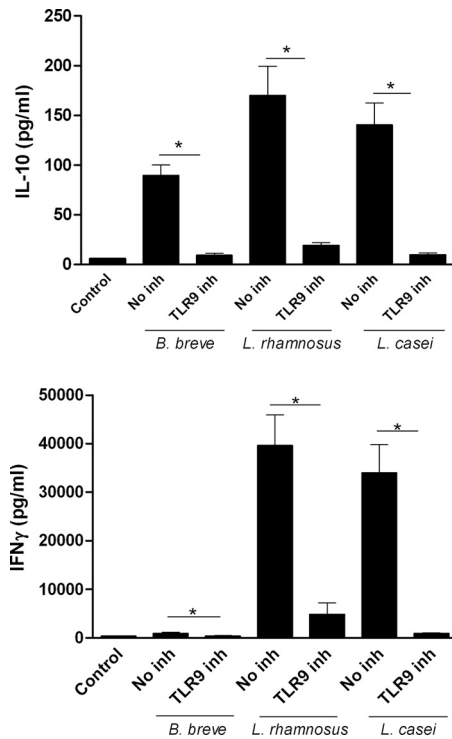 250
200
150
100
50
0
IL-10 (pg/ml)
*
*
*
Control
No inh
TLR9 inh
No inh
TLR9 inh
No inh
TLR9 inh
B. breve
L. rhamnosus
L. casei
50000
40000
30000
20000
10000
0
IFNγ (pg/ml)
*
*
*
Control
No inh
TLR9 inh
No inh
TLR9 inh
No inh
TLR9 inh
B. breve
L. rhamnosus
L. casei